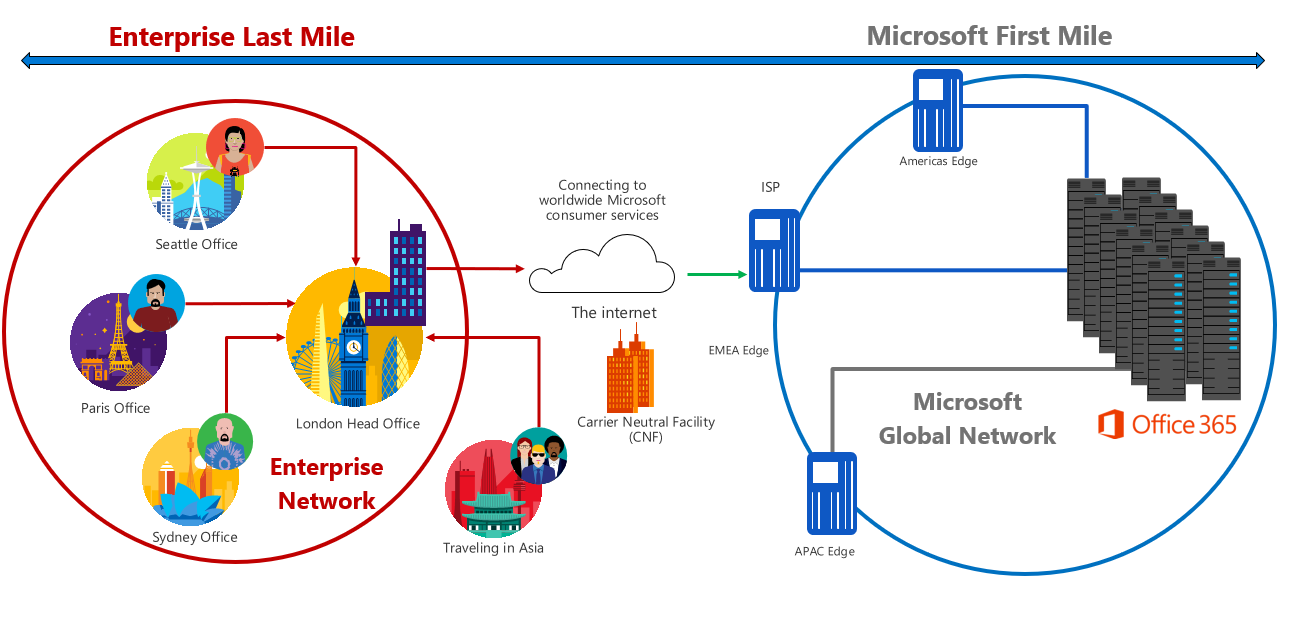 Enterprise Last Mile
Microsoft First Mile
Americas Edge
ISP
Connecting to
worldwide Microsoft
consumer services
Seattle Office
The internet
EMEA Edge
Paris Office
London Head Office
Carrier Neutral Facility
(CNF)
Microsoft
Global Network
Office 365
Enterprise
Network
Sydney Office
Traveling in Asia
APAC Edge